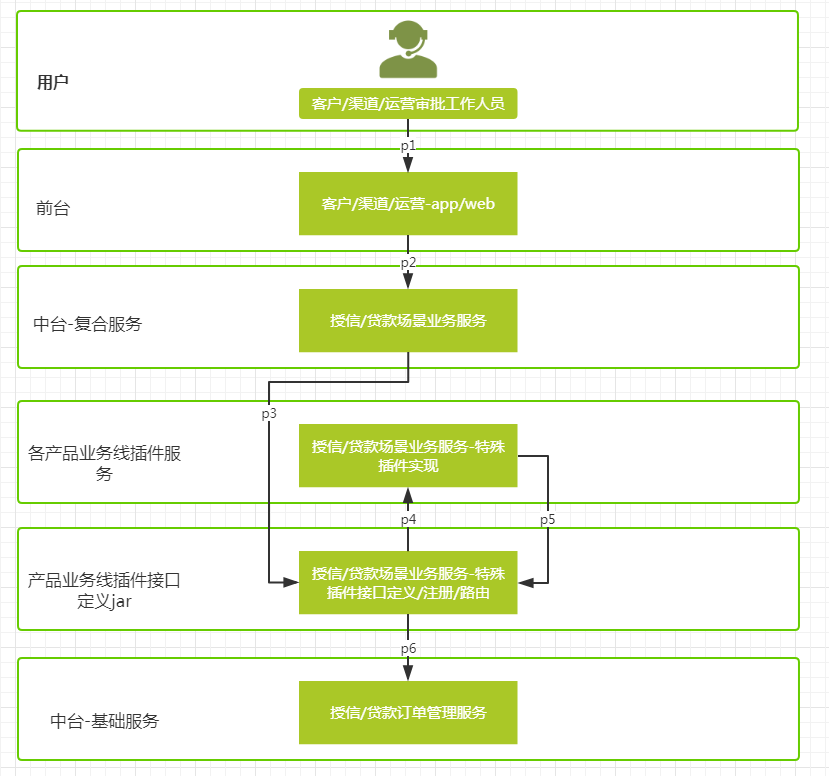 用户
客户/渠道/运营审批工作人员
p1
前台
客户/渠道/运营-app/web
p2
中台-复合服务
授信/贷款场景业务服务
p3
各产品业务线插件服
务
授信/贷款场景业务服务-特殊
插件实现
p4
p5
产品业务线插件接口
定义jar
授信/贷款场景业务服务-特殊
插件接口定义/注册/路由
p6
中台-基础服务
授信/贷款订单管理服务